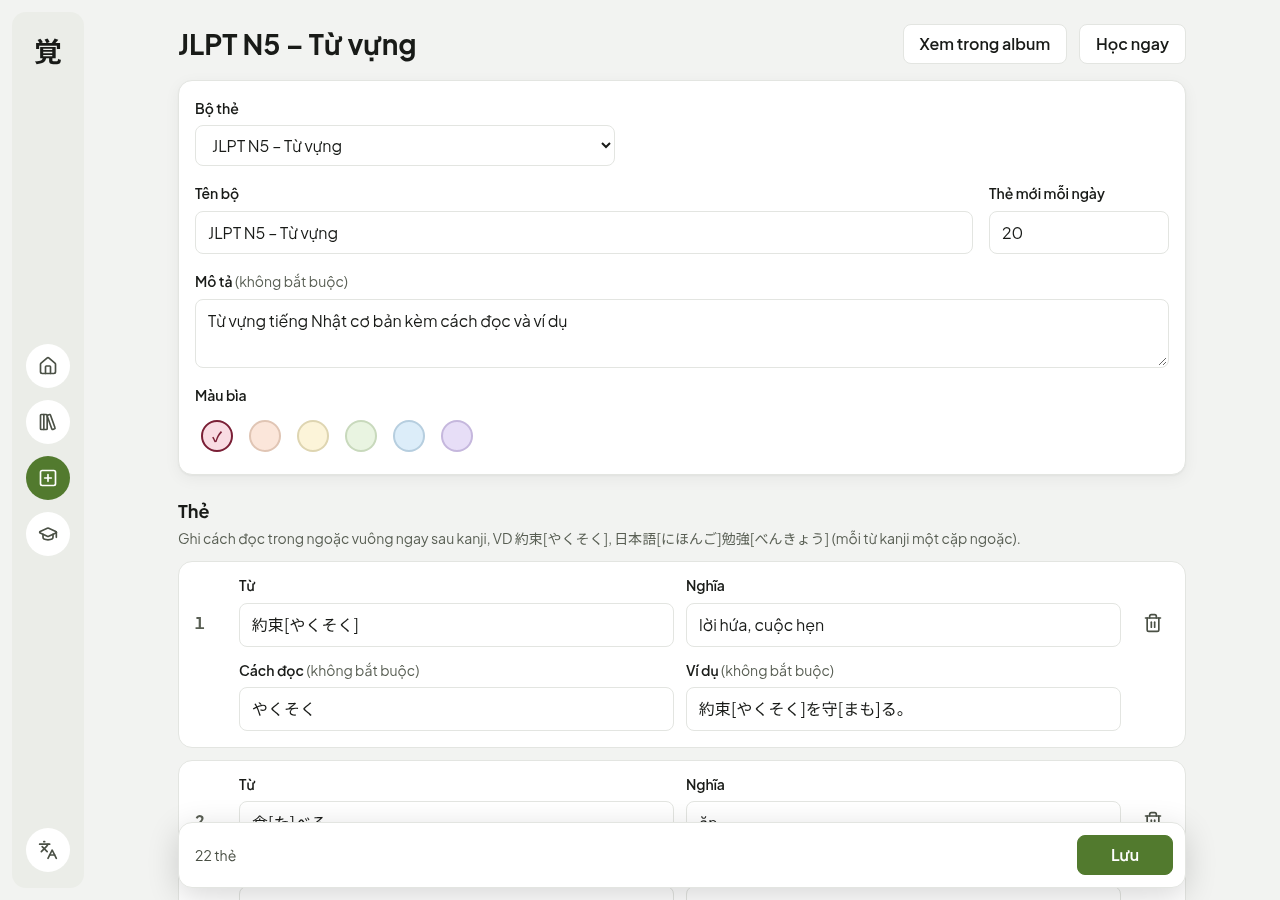 覚
JLPT N5 – Từ vựng
Xem trong album
Học ngay
Bộ thẻ
JLPT N5 – Từ vựng
Tên bộ
Thẻ mới mỗi ngày
JLPT N5 – Từ vựng
20
Mô tả (không bắt buộc)
Từ vựng tiếng Nhật cơ bản kèm cách đọc và ví dụ
Màu bìa
Thẻ
Ghi cách đọc trong ngoặc vuông ngay sau kanji, VD 約束[やくそく], 日本語[にほんご]勉強[べんきょう] (mỗi từ kanji một cặp ngoặc).
Từ
Nghĩa
1
約束[やくそく]
lời hứa, cuộc hẹn
Cách đọc (không bắt buộc)
Ví dụ (không bắt buộc)
やくそく
約束[やくそく]を守[まも]る。
Từ
Nghĩa
2
食[た]べる
ăn
22 thẻ
Lưu